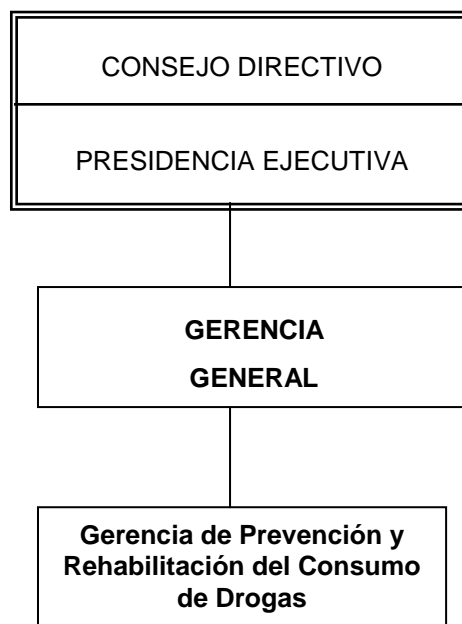 CONSEJO DIRECTIVO
PRESIDENCIA EJECUTIVA
GERENCIA
GENERAL
Gerencia de Prevención y
Rehabilitación del Consumo
de Drogas